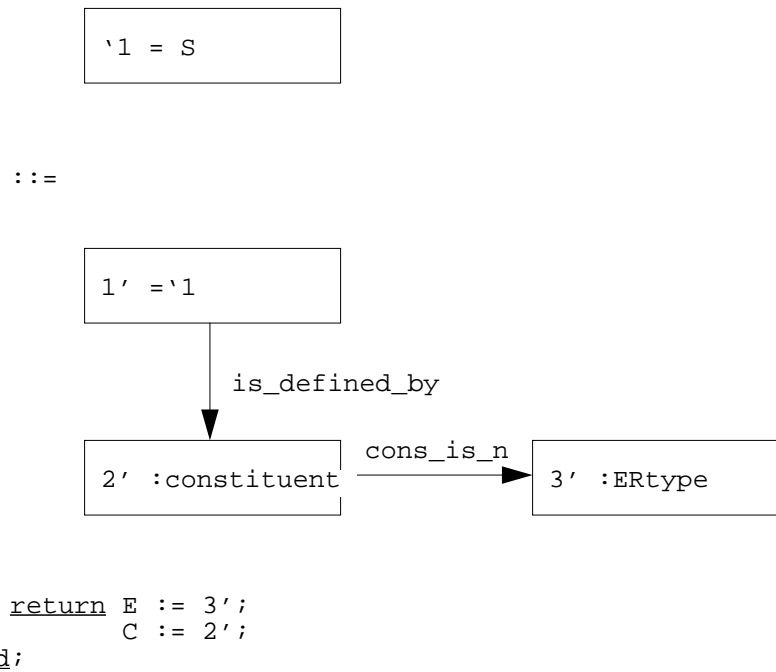 ‘1 = S
::=
1’ =‘1
is_defined_by
cons_is_n
2’ :constituent
3’ :ERtype
return E := 3’;
C := 2’;
d;